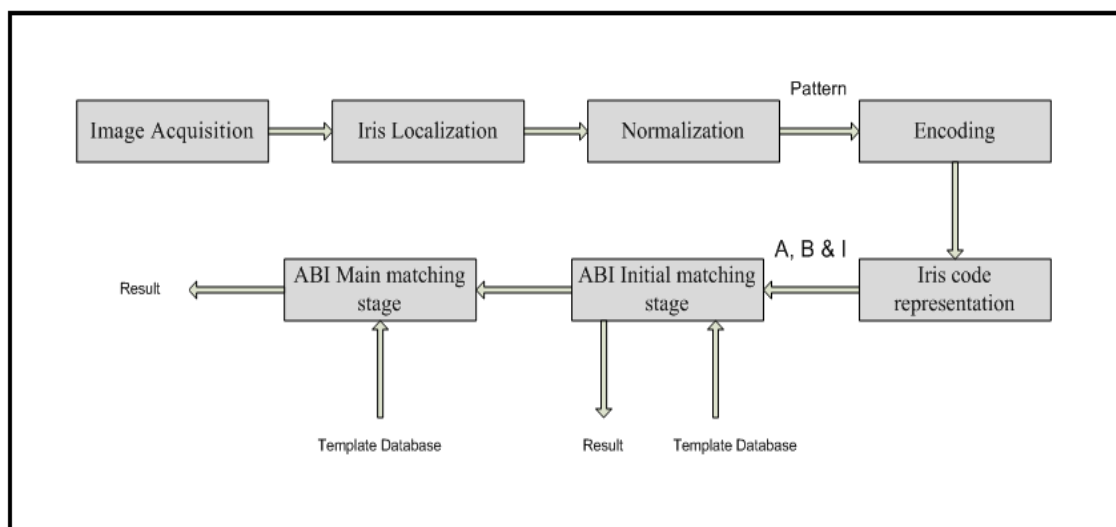 Pattern
Image Acquisition
Iris Localization
Normalization
Encoding
A, B & I
Result
ABI Main matching
stage
ABI Initial matching
stage
Iris code
representation
Template Database
Result
Template Database